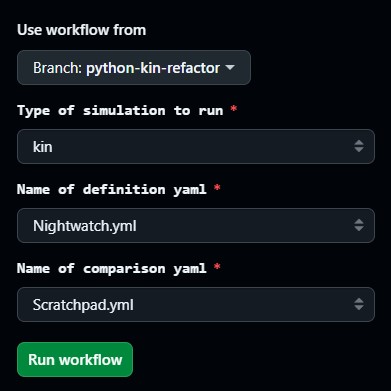 Use workflow from
Branch: python-kin-refactor
Type of simulation to run *
kin
Name of definition yaml *
Nightwatch.yml
Name of comparison yaml *
Scratchpad.yml
Run workflow